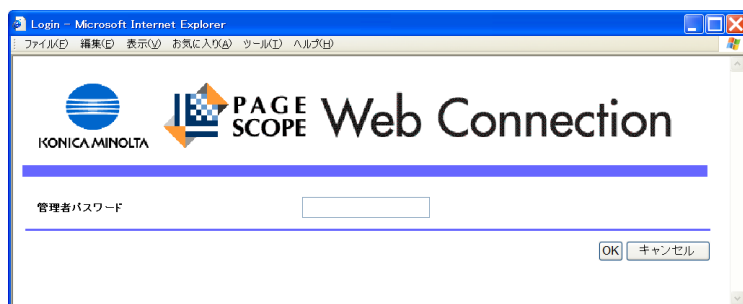 Login - Microsoft Internet Explorer
ファイル(F) 編集(E) 表示(V) お気に入り(A) ツール(T) ヘルプ(H)
KONICA MINOLTA
PAGE SCOPE Web Connection
管理者パスワード
OK キャンセル